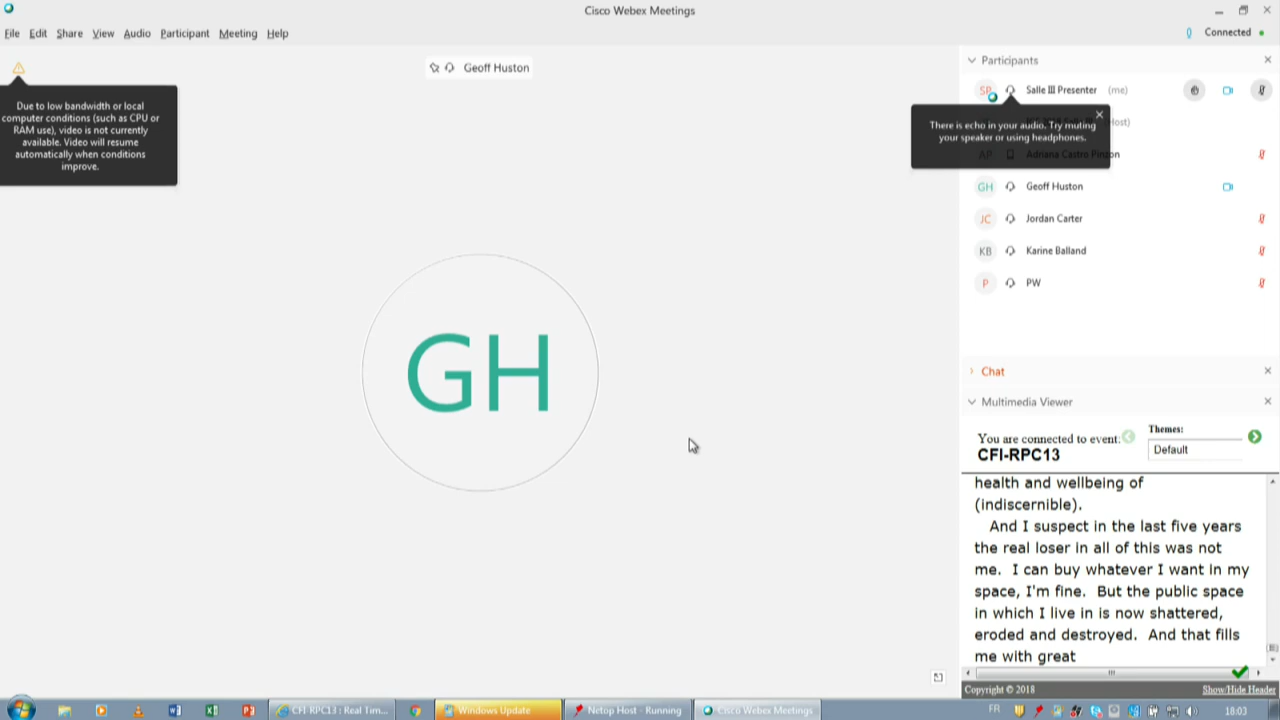 Cisco Webex Meetings
File Edit Share View Audio Participant Meeting Help
Connected
Geoff Huston
Due to low bandwidth or local
computer conditions (such as CPU or
RAM use), video is not currently
available. Video will resume
automatically when conditions
improve.
GH
Participants
SP Salle III Presenter (me)
There is echo in your audio. Try muting
your speaker or using headphones.
Host)
AP Adriana Castro Pinzon
GH Geoff Huston
JC Jordan Carter
KB Karine Balland
P PW
Chat
Multimedia Viewer
You are connected to event:
CFI-RPC13
Themes:
Default
health and wellbeing of
(indiscernible).
And I suspect in the last five years
the real loser in all of this was not
me. I can buy whatever I want in my
space, I'm fine. But the public space
in which I live in is now shattered,
eroded and destroyed. And that fills
me with great
Copyright © 2018 Show/Hide Header
CFI-RPC13 : Real Tim... Windows Update Netop Host - Running Cisco Webex Meetings FR 18:03